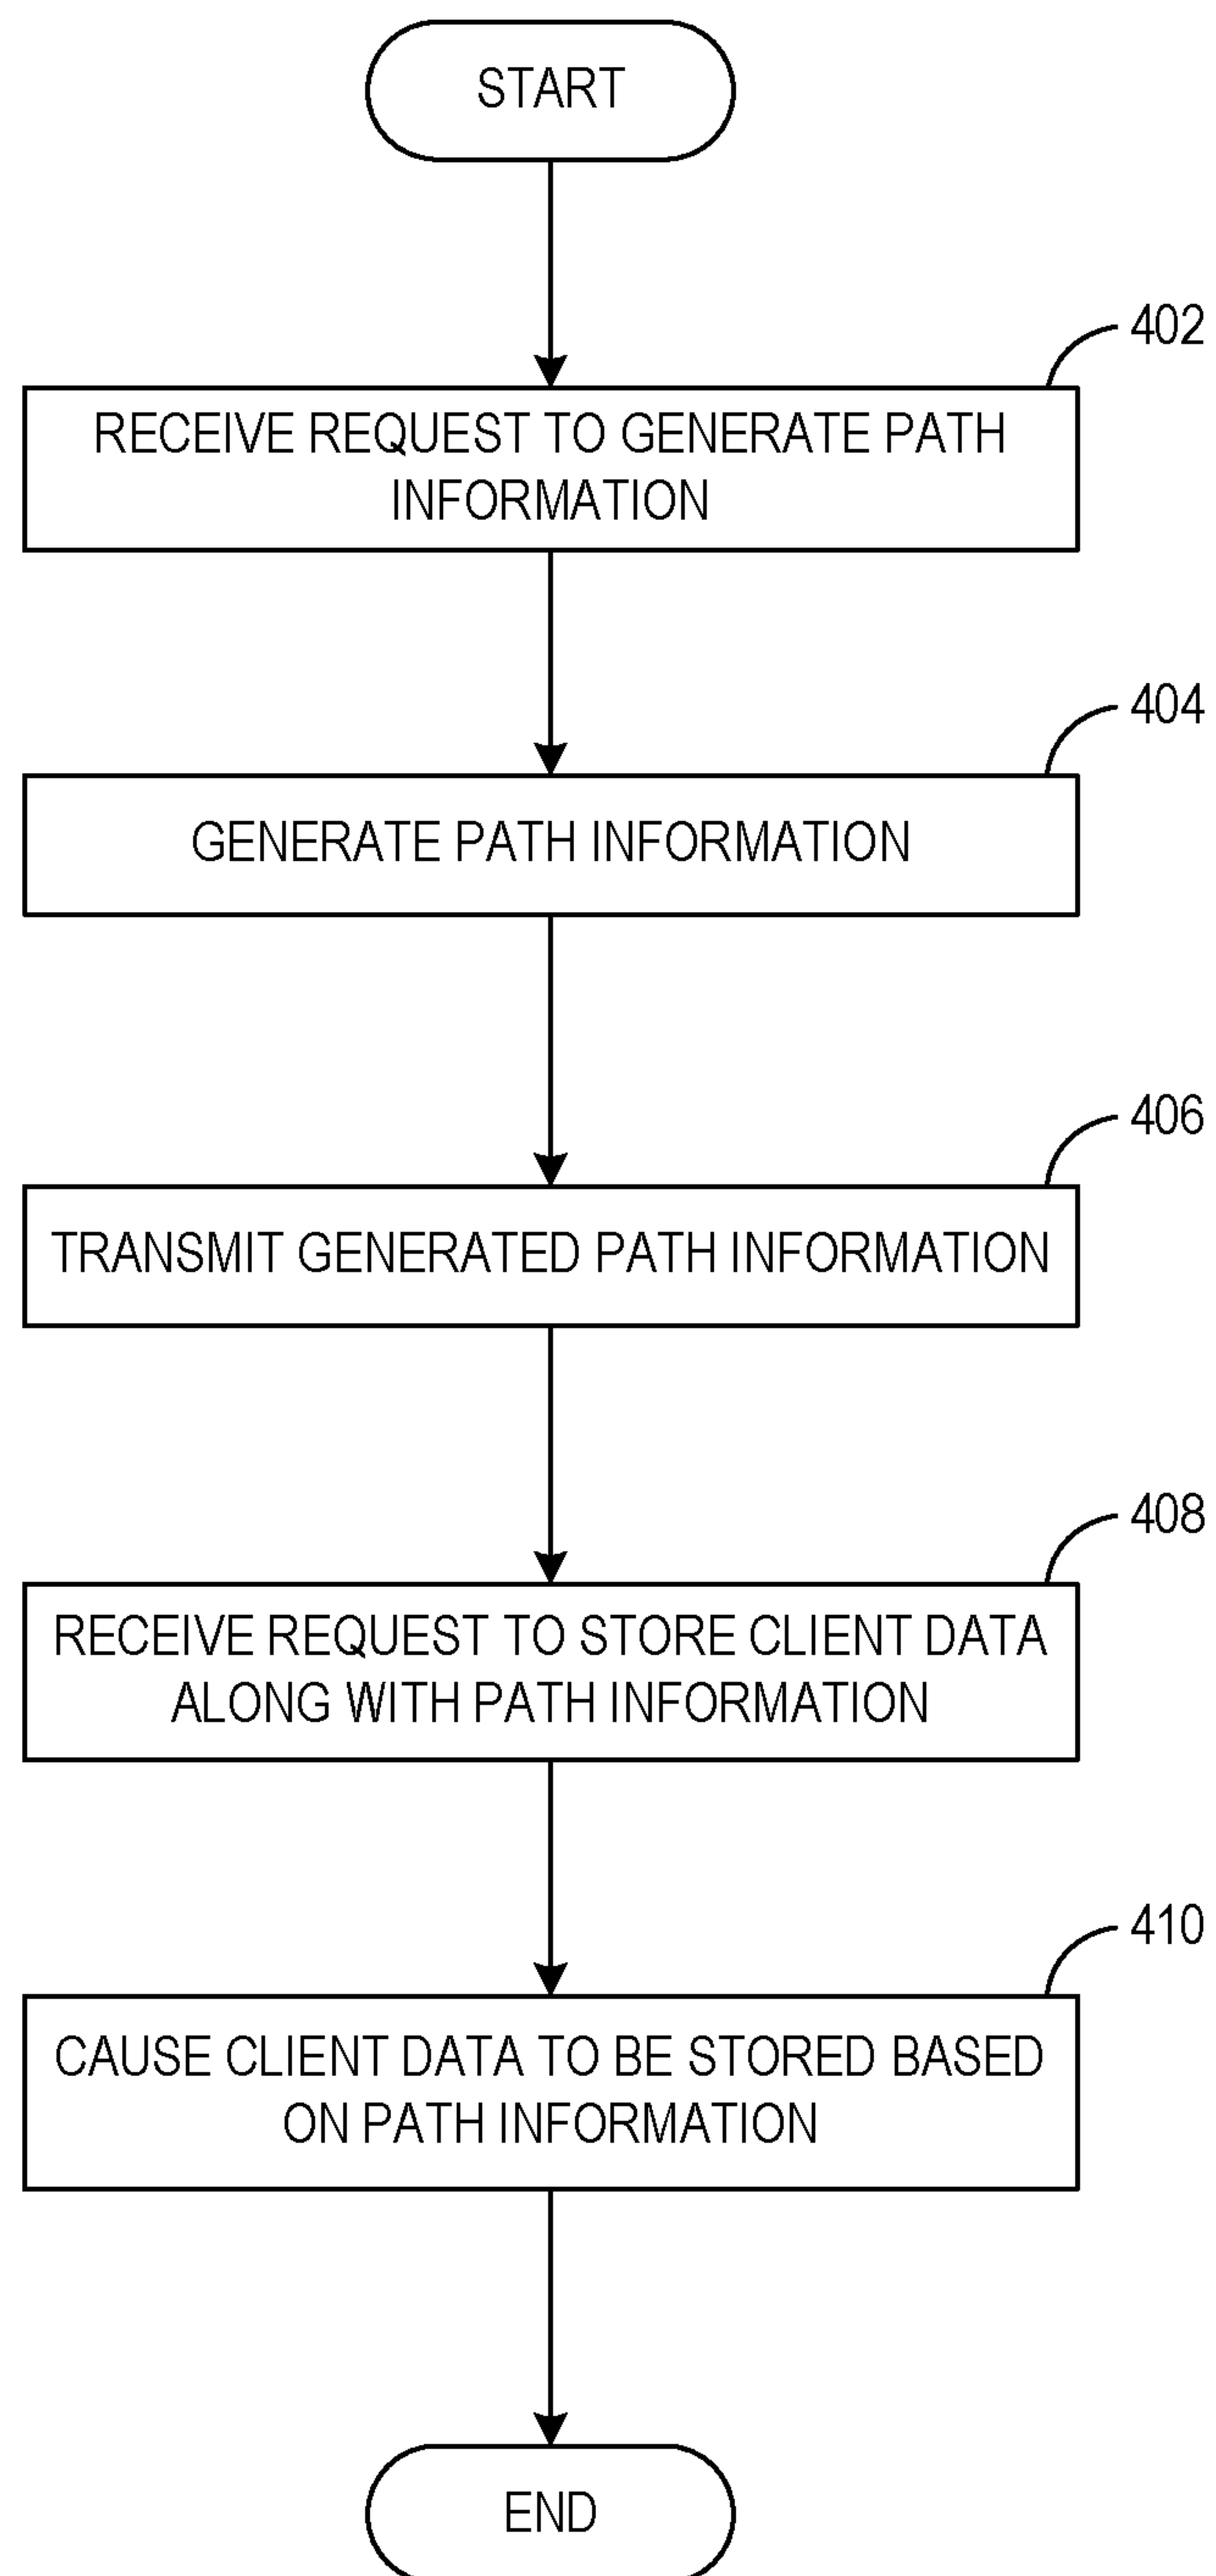 START
402
RECEIVE REQUEST TO GENERATE PATH
INFORMATION
404
GENERATE PATH INFORMATION
406
TRANSMIT GENERATED PATH INFORMATION
408
RECEIVE REQUEST TO STORE CLIENT DATA
ALONG WITH PATH INFORMATION
410
CAUSE CLIENT DATA TO BE STORED BASED
ON PATH INFORMATION
END